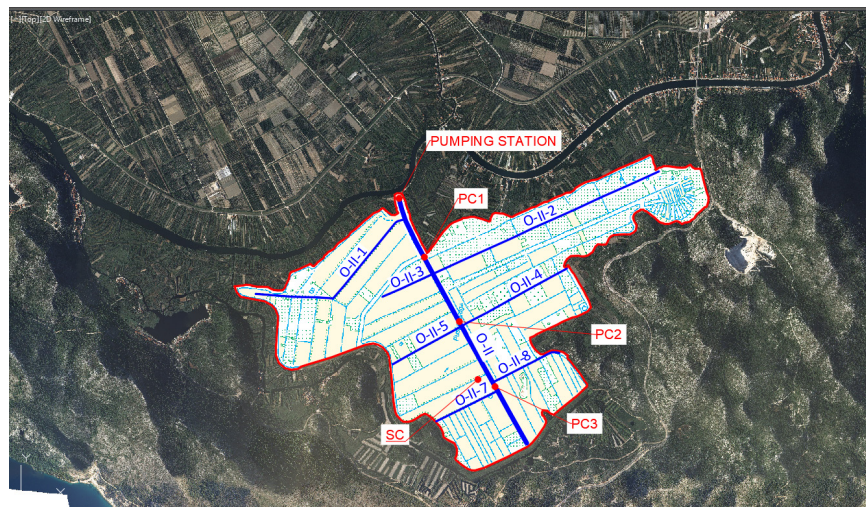 [-][Top][2D Wireframe]
PUMPING STATION
PC1
O-II-2
O-II-1
O-II-3
O-II-4
O-II-5
O-II
PC2
O-II-8
O-II-7
SC
PC3